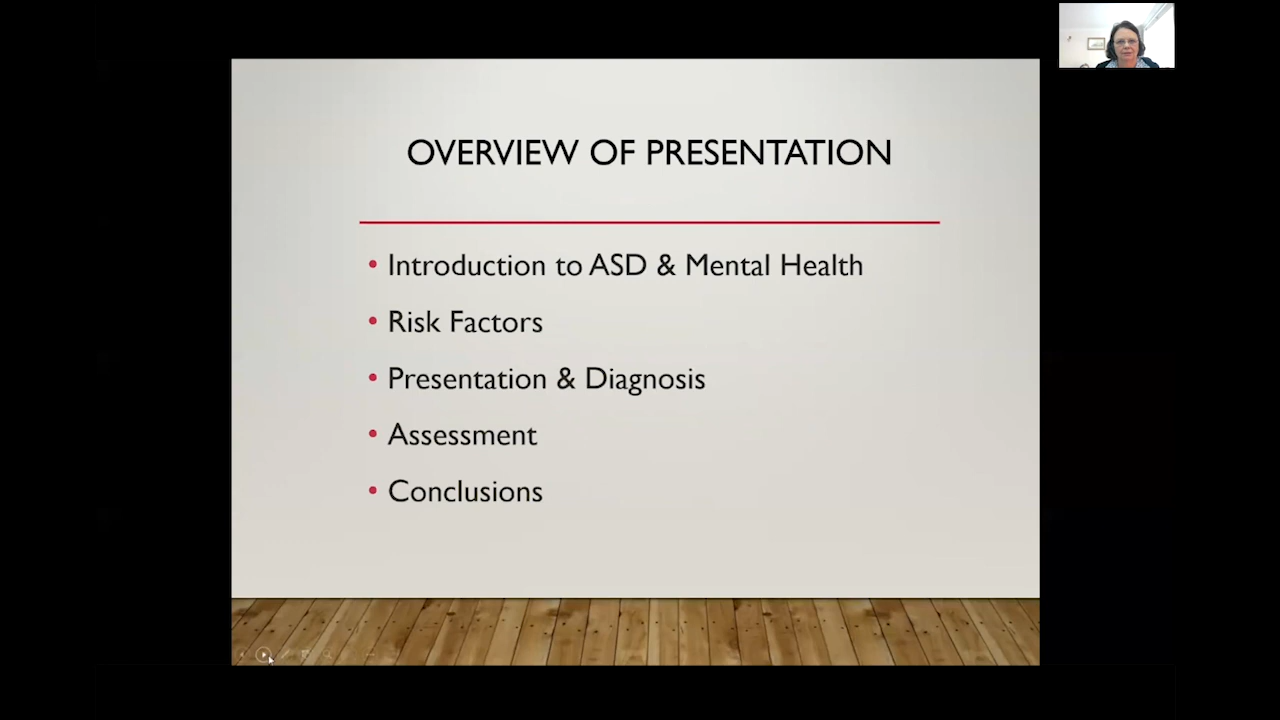 OVERVIEW OF PRESENTATION
• Introduction to ASD & Mental Health
• Risk Factors
• Presentation & Diagnosis
• Assessment
• Conclusions